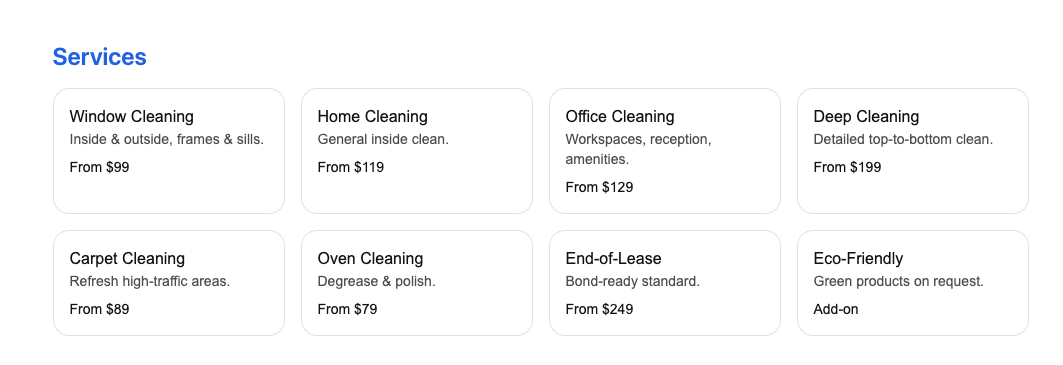 Services
Window Cleaning
Inside & outside, frames & sills.
From $99
Home Cleaning
General inside clean.
From $119
Office Cleaning
Workspaces, reception,
amenities.
From $129
Deep Cleaning
Detailed top-to-bottom clean.
From $199
Carpet Cleaning
Refresh high-traffic areas.
From $89
Oven Cleaning
Degrease & polish.
From $79
End-of-Lease
Bond-ready standard.
From $249
Eco-Friendly
Green products on request.
Add-on